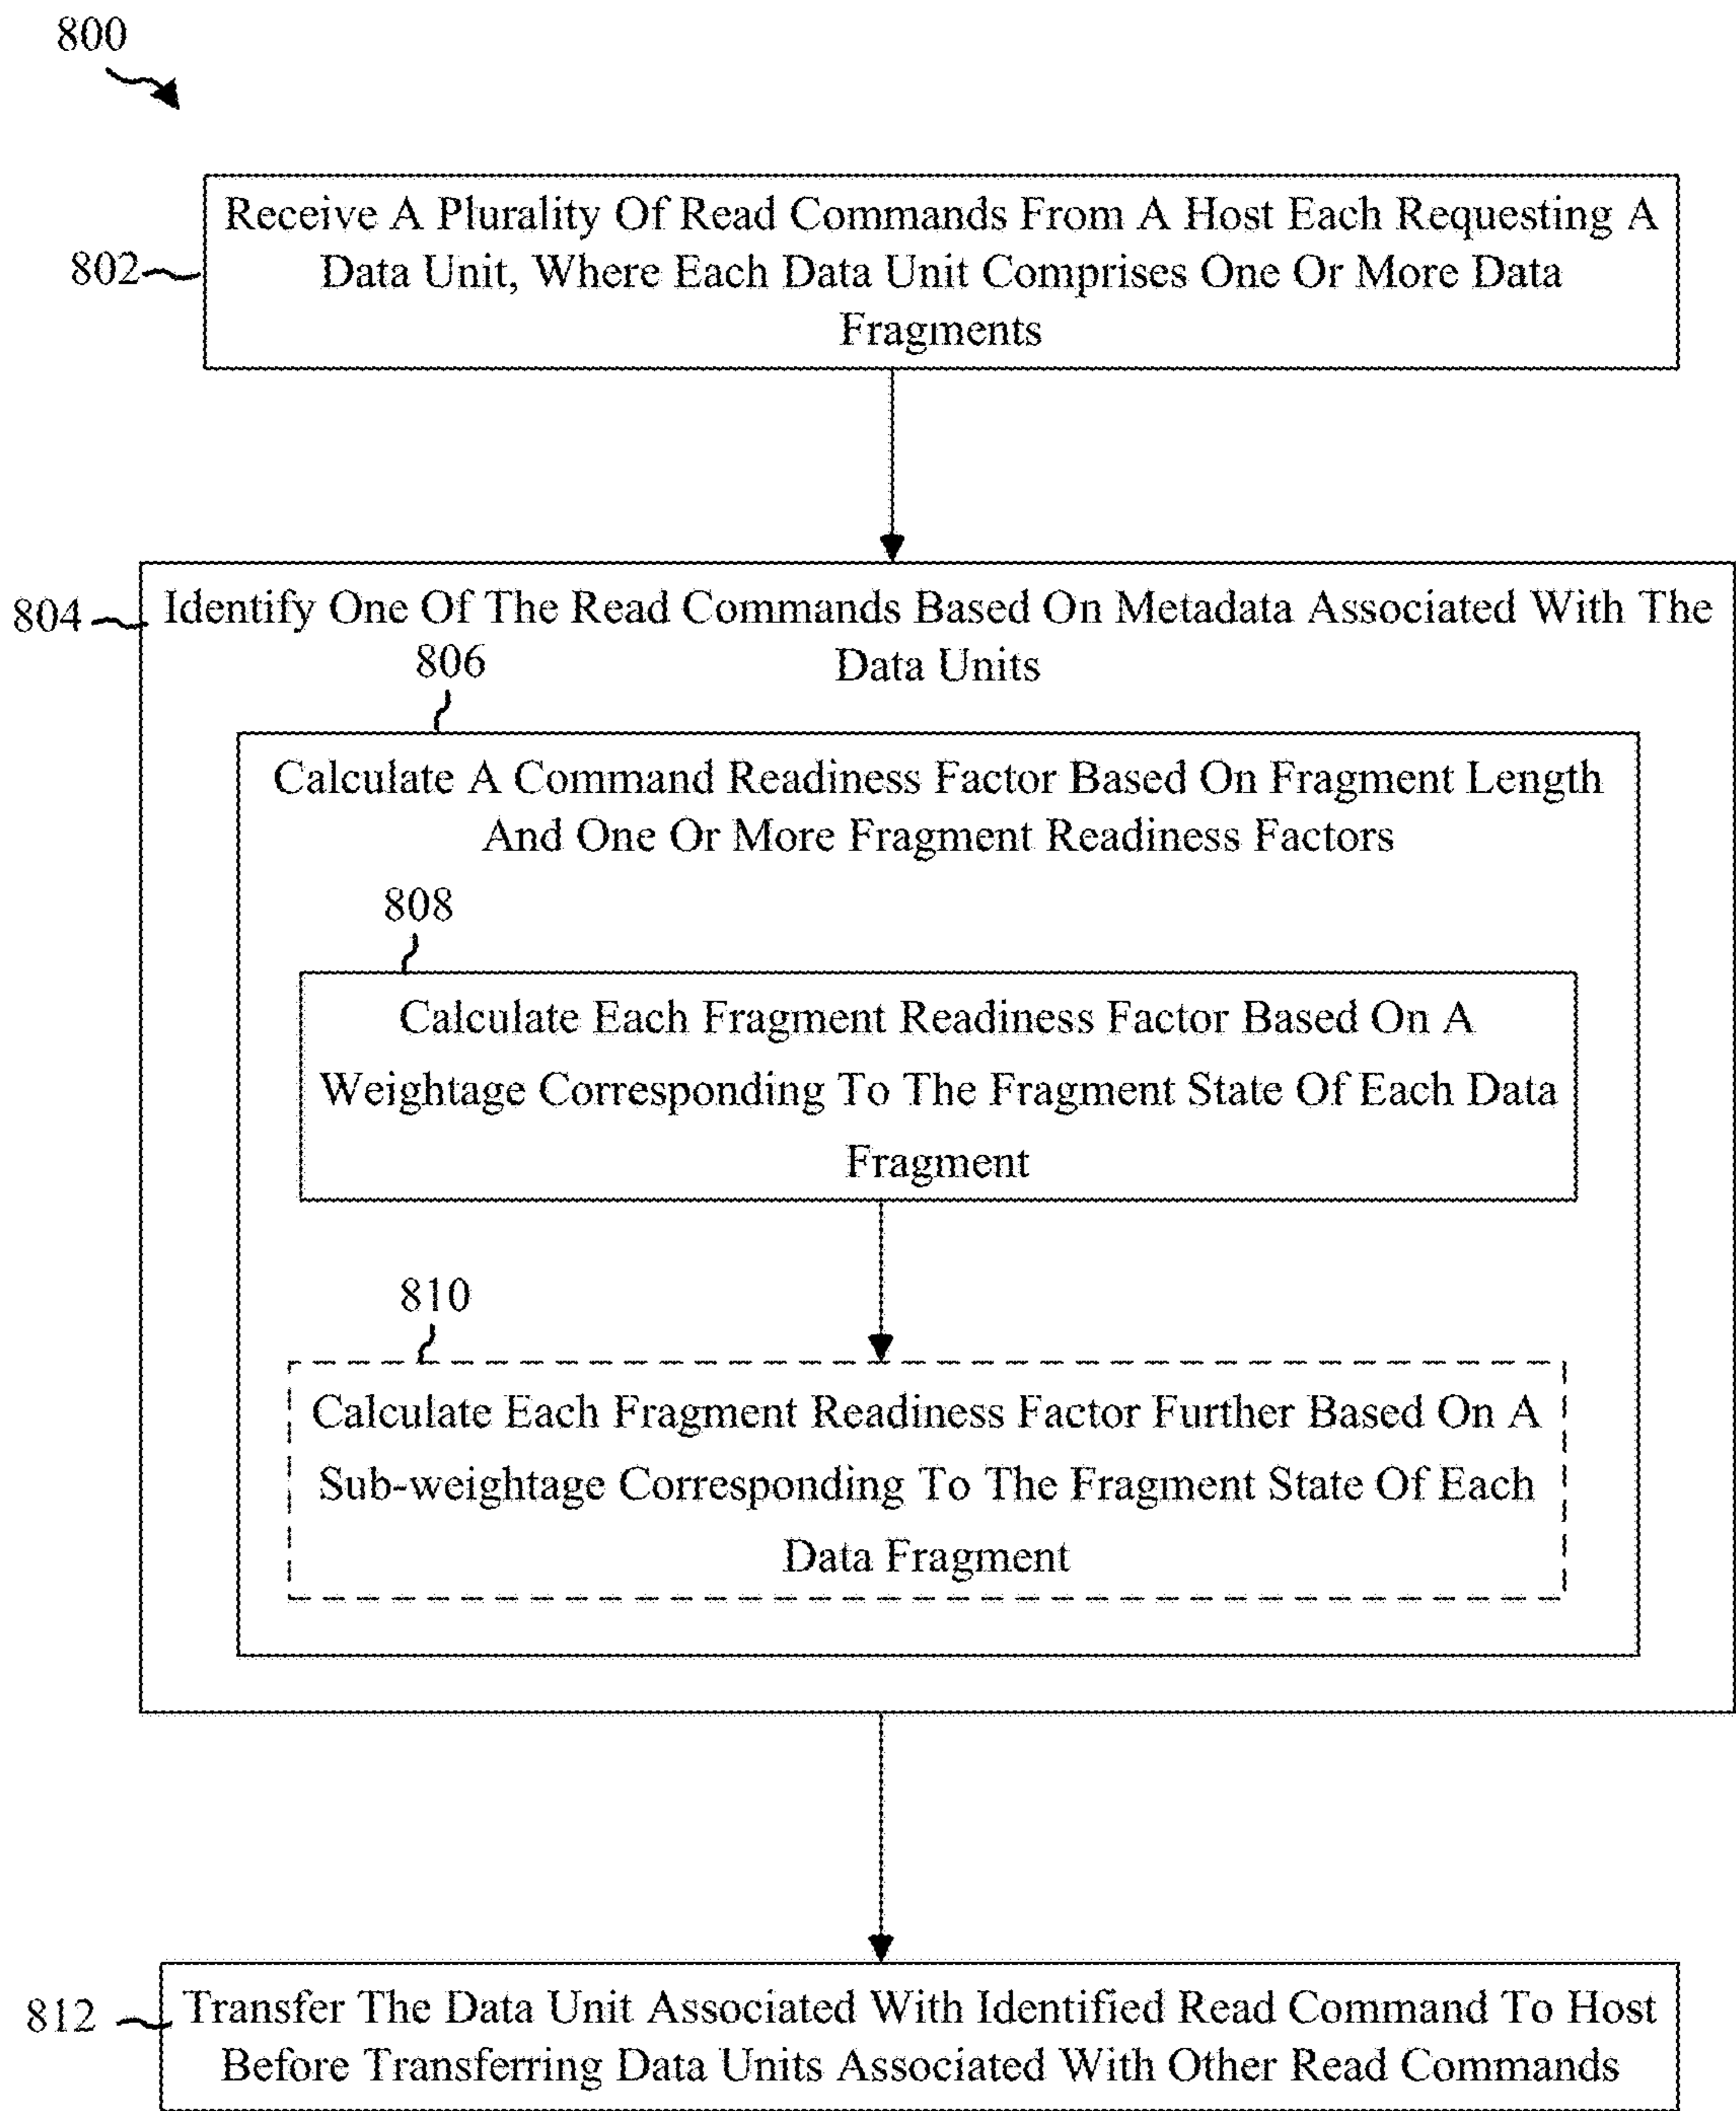 800
802
Receive A Plurality Of Read Commands From A Host Each Requesting A
Data Unit, Where Each Data Unit Comprises One Or More Data
Fragments
804
Identify One Of The Read Commands Based On Metadata Associated With The
Data Units
806
Calculate A Command Readiness Factor Based On Fragment Length
And One Or More Fragment Readiness Factors
808
Calculate Each Fragment Readiness Factor Based On A
Weightage Corresponding To The Fragment State Of Each Data
Fragment
810
Calculate Each Fragment Readiness Factor Further Based On A
Sub-weightage Corresponding To The Fragment State Of Each
Data Fragment
812
Transfer The Data Unit Associated With Identified Read Command To Host
Before Transferring Data Units Associated With Other Read Commands